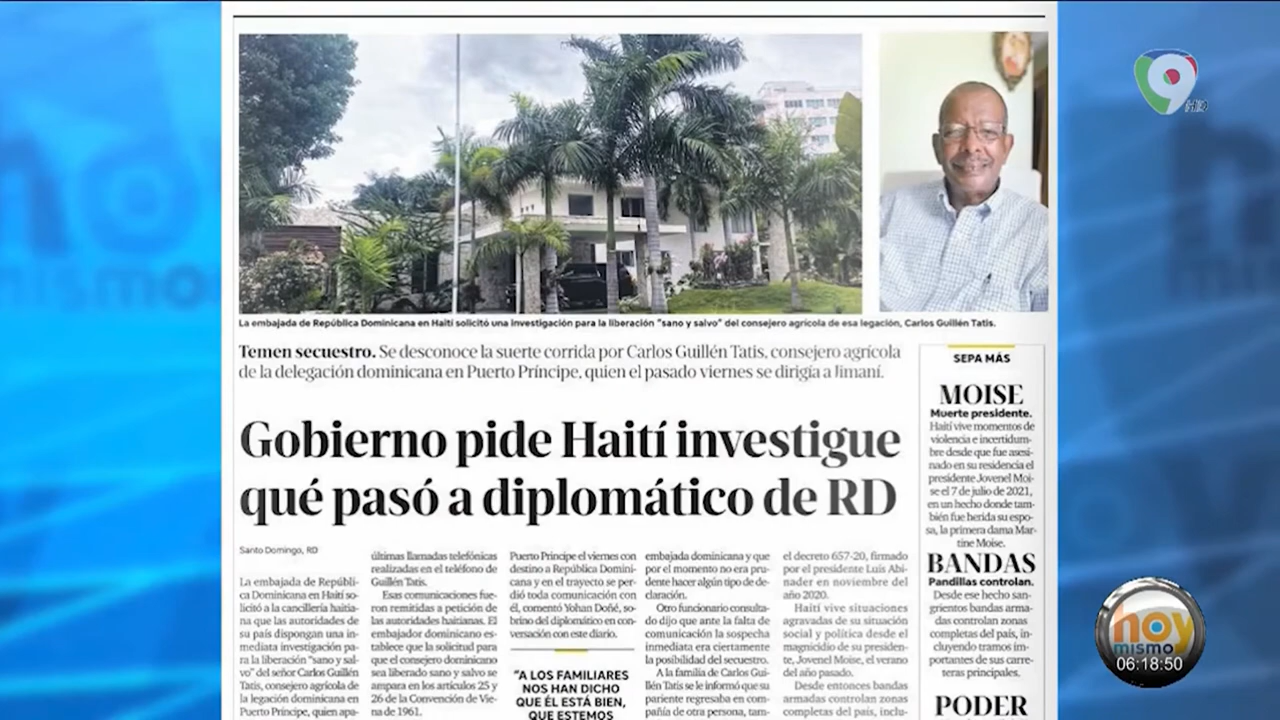 La embajada de República Dominicana en Haití solicitó una investigación para la liberación "sano y salvo" del consejero agrícola de esa legación, Carlos Guillén Tatis.
Temen secuestro. Se desconoce la suerte corrida por Carlos Guillén Tatis, consejero agrícola
de la delegación dominicana en Puerto Príncipe, quien el pasado viernes se dirigía a Jimaní.
Gobierno pide Haití investigue
qué pasó a diplomático de RD
Santo Domingo, RD
La embajada de Repúbli-
ca Dominicana en Haití so-
licitó a la cancillería haitia-
na que las autoridades de
su país dispongan una in-
mediata investigación pa-
ra la liberación "sano y sal-
vo" del señor Carlos Guillén
Tatis, consejero agrícola de
la legación dominicana en
Puerto Príncipe, quien apa-
últimas llamadas telefónicas
realizadas en el teléfono de
Guillén Tatis.
Esas comunicaciones fue-
ron remitidas a petición de
las autoridades haitianas. El
embajador dominicano es-
tablece que la solicitud para
que el consejero dominicano
sea liberado sano y salvo se
ampara en los artículos 25 y
26 de la Convención de Vie-
na de 1961.
Puerto Príncipe el viernes con
destino a República Domini-
cana y en el trayecto se per-
dió toda comunicación con
él, comentó Yohan Doñé, so-
brino del diplomático en con-
versación con este diario.
"A LOS FAMILIARES
NOS HAN DICHO
QUE ÉL ESTÁ BIEN,
QUE ESTEMOS
embajada dominicana y que
por el momento no era pru-
dente hacer algún tipo de de-
claración.
Otro funcionario consulta-
do dijo que ante la falta de
comunicación la sospecha
inmediata era ciertamente
la posibilidad del secuestro.
A la familia de Carlos Gui-
llén Tatis se le informó que su
pariente regresaba en com-
pañía de otra persona, tam-
el decreto 657-20, firmado
por el presidente Luis Abi-
nader en noviembre del
año 2020.
Haití vive situaciones
agravadas de su situación
social y política desde el
magnicidio de su presiden-
te, Jovenel Moise, el verano
del año pasado.
Desde entonces bandas
armadas controlan zonas
completas del país, inclu-
SEPA MÁS
MOISE
Muerte presidente.
Haití vive momentos de
violencia e incertidum-
bre desde que fue asesi-
nado en su residencia el
presidente Jovenel Moi-
se el 7 de julio de 2021,
en un hecho donde tam-
bién fue herida su espo-
sa, la primera dama Mar-
tine Moise.
BANDAS
Pandillas controlan.
Desde ese hecho san-
grientos bandas arma-
das controlan zonas
completas del país, in-
cluyendo tramos im-
portantes de sus carre-
teras principales.
PODER
9
HD
hoy
mismo
06:18:50